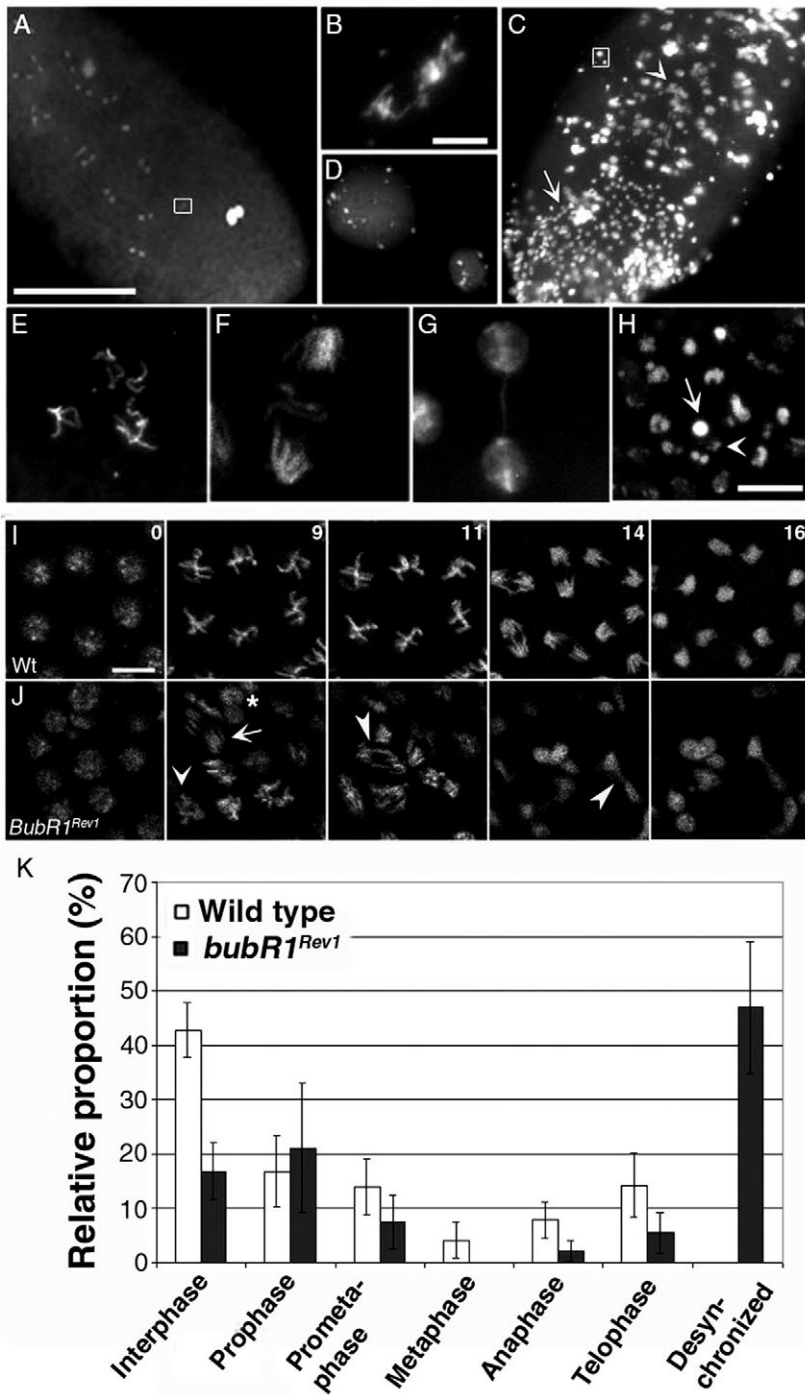 A
B
C
D
E
F
G
H
I
0
9
11
14
16
Wt
J
*
BubR1Rev1
K
Relative proportion (%)
70
60
50
40
30
20
10
0
Wild type
bubR1Rev1
Interphase
Prophase
Prometa-
phase
Metaphase
Anaphase
Telophase
Desyn-
chronized